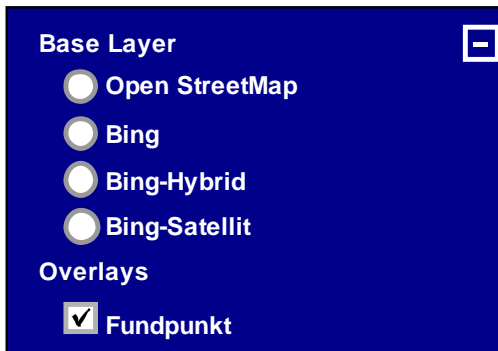 Base Layer
Open StreetMap
Bing
Bing-Hybrid
Bing-Satellit
Overlays
Fundpunkt